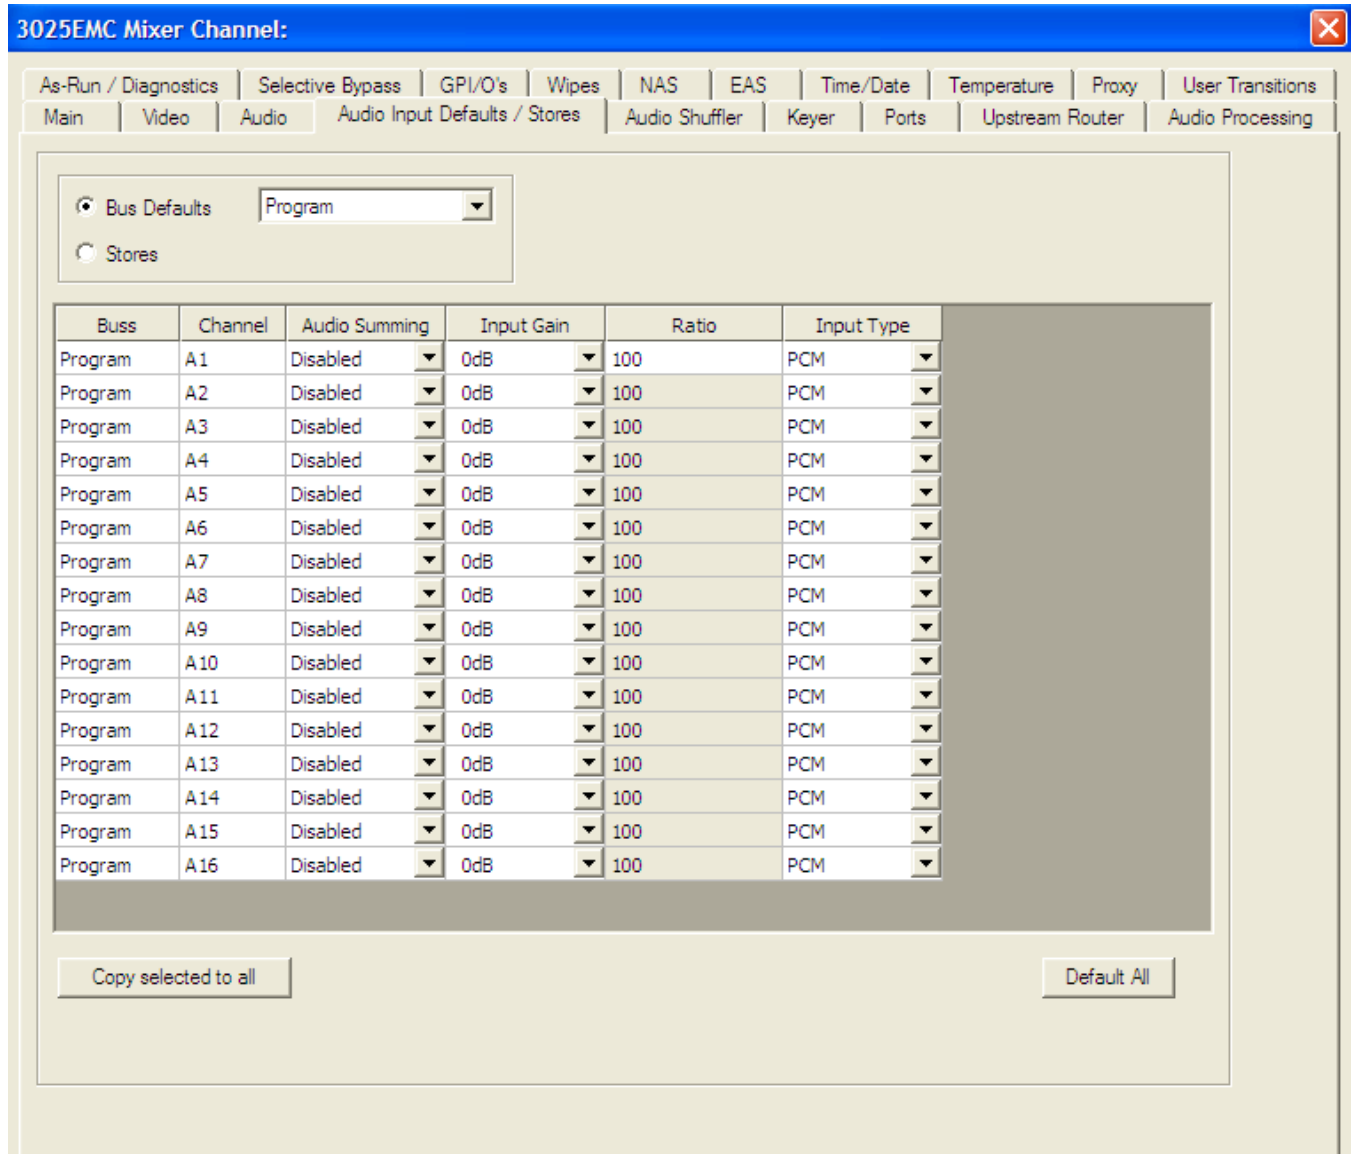 3025EMC Mixer Channel:
As-Run / Diagnostics Selective Bypass GPI/O's Wipes NAS EAS Time/Date Temperature Proxy User Transitions
Main Video Audio Audio Input Defaults / Stores Audio Shuffler Keyer Ports Upstream Router Audio Processing
Bus Defaults Program
Stores
Buss Channel Audio Summing Input Gain Ratio Input Type
Program A1 Disabled 0dB 100 PCM
Program A2 Disabled 0dB 100 PCM
Program A3 Disabled 0dB 100 PCM
Program A4 Disabled 0dB 100 PCM
Program A5 Disabled 0dB 100 PCM
Program A6 Disabled 0dB 100 PCM
Program A7 Disabled 0dB 100 PCM
Program A8 Disabled 0dB 100 PCM
Program A9 Disabled 0dB 100 PCM
Program A10 Disabled 0dB 100 PCM
Program A11 Disabled 0dB 100 PCM
Program A12 Disabled 0dB 100 PCM
Program A13 Disabled 0dB 100 PCM
Program A14 Disabled 0dB 100 PCM
Program A15 Disabled 0dB 100 PCM
Program A16 Disabled 0dB 100 PCM
Copy selected to all Default All